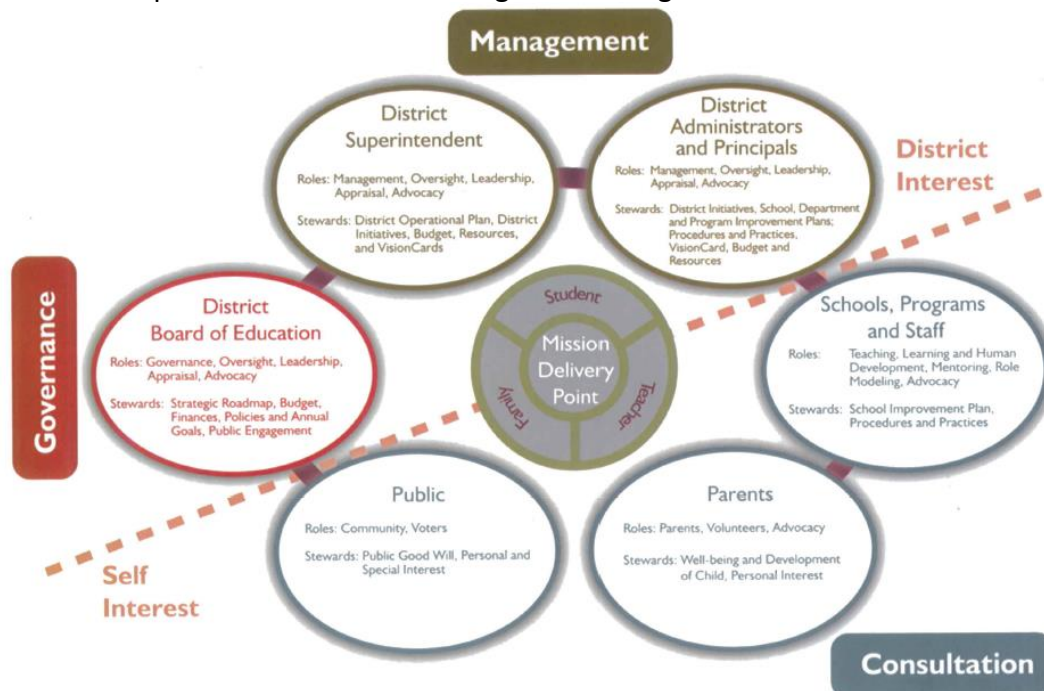 Management
District
Superintendent
Roles: Management, Oversight, Leadership,
Appraisal, Advocacy
Stewards: District Operational Plan, District
Initiatives, Budget, Resources,
and VisionCards
District
Administrators
and Principals
Roles: Management, Oversight, Leadership,
Appraisal, Advocacy
Stewards: District Initiatives, School, Department
and Program Improvement Plans;
Procedures and Practices,
VisionCard, Budget and
Resources
District
Interest
Governance
District
Board of Education
Roles: Governance, Oversight, Leadership,
Appraisal, Advocacy
Stewards: Strategic Roadmap, Budget,
Finances, Policies and Annual
Goals, Public Engagement
Student
Family
Teacher
Mission
Delivery
Point
Schools, Programs
and Staff
Roles: Teaching, Learning and Human
Development, Mentoring, Role
Modeling, Advocacy
Stewards: School Improvement Plan,
Procedures and Practices
Self
Interest
Public
Roles: Community, Voters
Stewards: Public Good Will, Personal and
Special Interest
Parents
Roles: Parents, Volunteers, Advocacy
Stewards: Well-being and Development
of Child, Personal Interest
Consultation